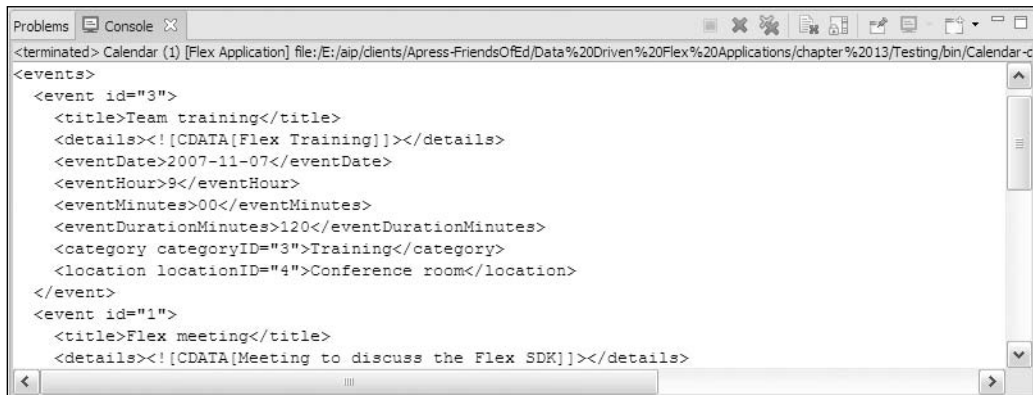 Problems Console
<terminated> Calendar (1) [Flex Application] file:/E:/aip/clients/Apress-FriendsOfEd/Data%20Driven%20Flex%20Applications/chapter%2013/Testing/bin/Calendar-d
<events>
<event id="3">
<title>Team training</title>
<details><![CDATA[Flex Training]]></details>
<eventDate>2007-11-07</eventDate>
<eventHour>9</eventHour>
<eventMinutes>00</eventMinutes>
<eventDurationMinutes>120</eventDurationMinutes>
<category categoryID="3">Training</category>
<location locationID="4">Conference room</location>
</event>
<event id="1">
<title>Flex meeting</title>
<details><![CDATA[Meeting to discuss the Flex SDK]]></details>